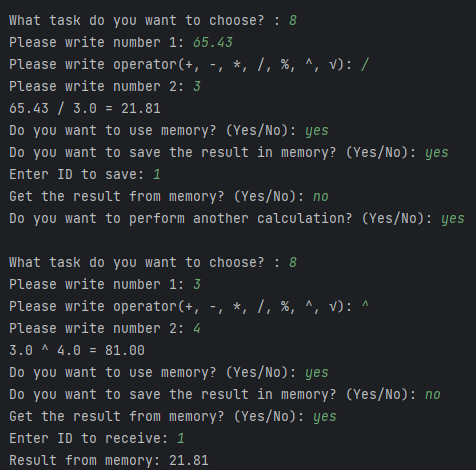 What task do you want to choose? : 8
Please write number 1: 65.43
Please write operator(+, -, *, /, %, ^, √): /
Please write number 2: 3
65.43 / 3.0 = 21.81
Do you want to use memory? (Yes/No): yes
Do you want to save the result in memory? (Yes/No): yes
Enter ID to save: 1
Get the result from memory? (Yes/No): no
Do you want to perform another calculation? (Yes/No): yes
What task do you want to choose? : 8
Please write number 1: 3
Please write operator(+, -, *, /, %, ^, √): ^
Please write number 2: 4
3.0 ^ 4.0 = 81.00
Do you want to use memory? (Yes/No): yes
Do you want to save the result in memory? (Yes/No): no
Get the result from memory? (Yes/No): yes
Enter ID to receive: 1
Result from memory: 21.81